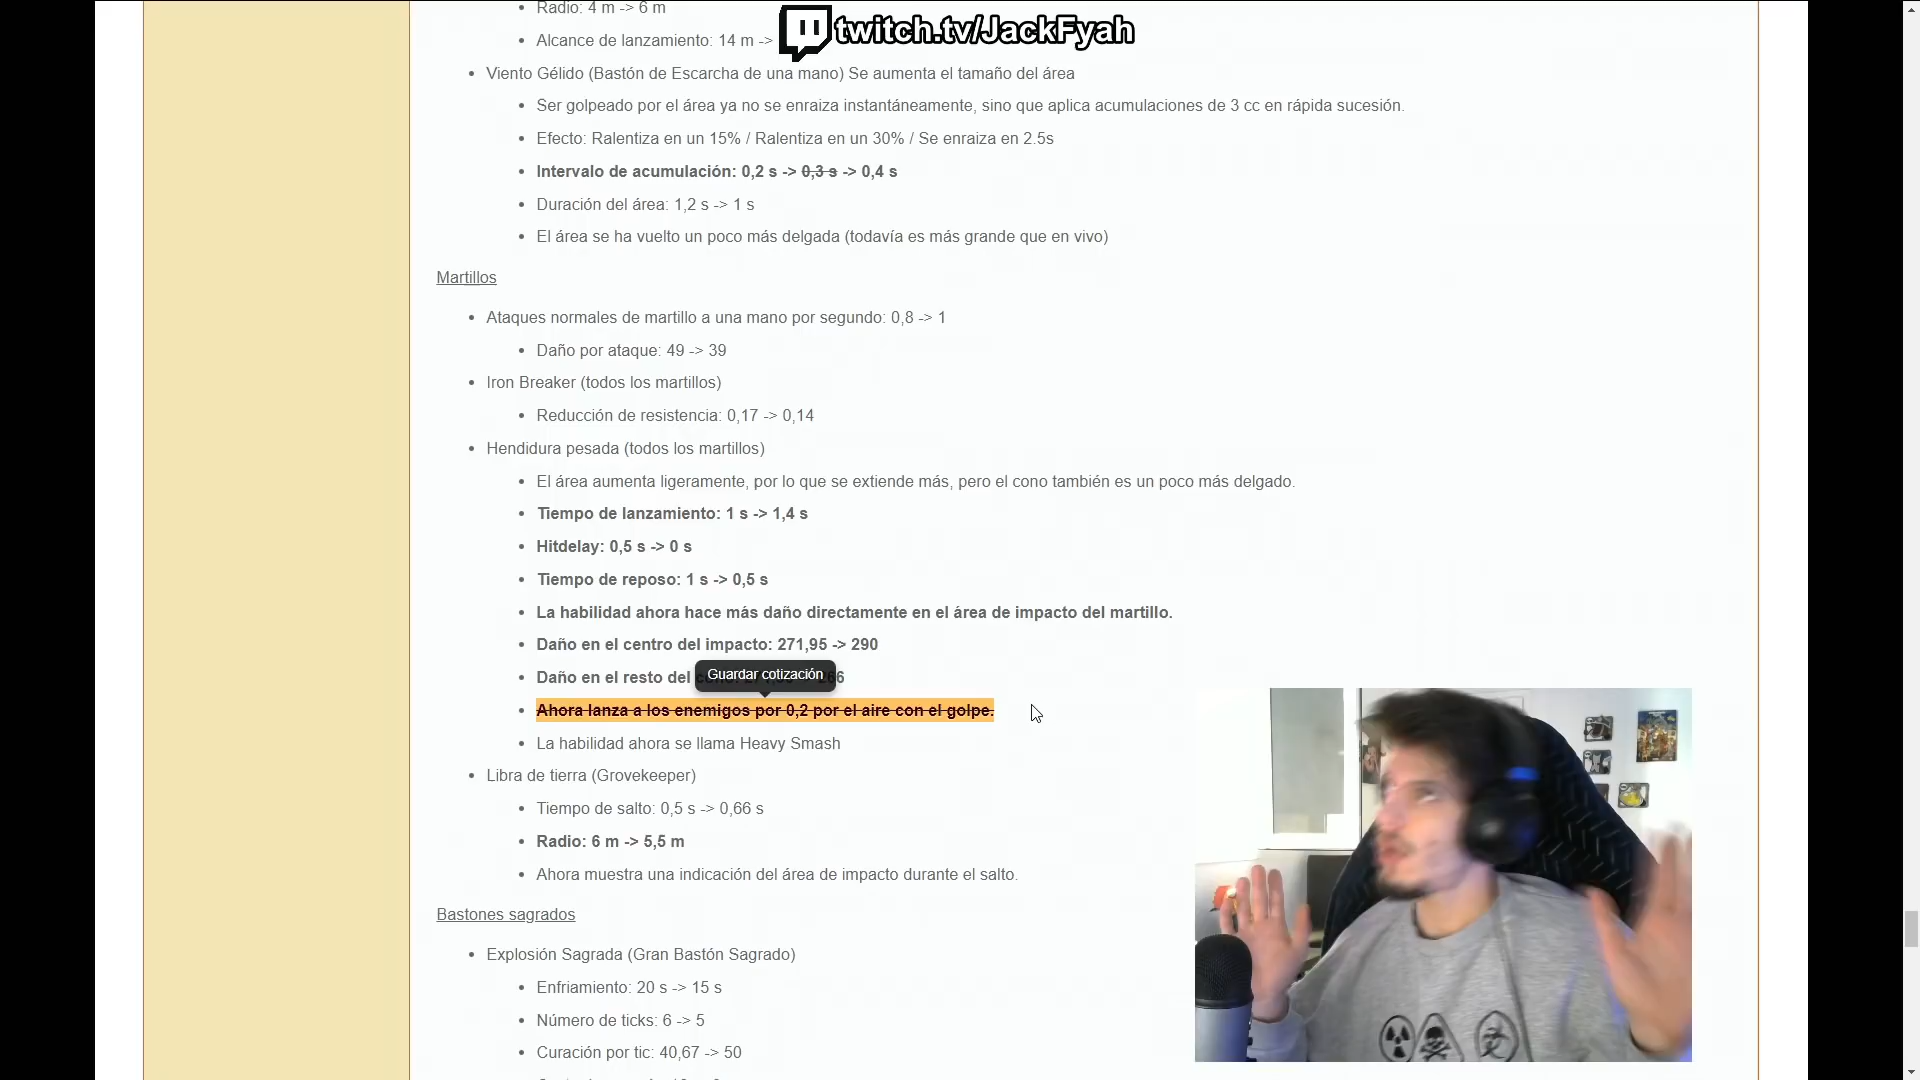 Radio: 4 m -> 6 m
Alcance de lanzamiento: 14 m ->
twitch.tv/JackFyah
Viento Gélido (Bastón de Escarcha de una mano) Se aumenta el tamaño del área
Ser golpeado por el área ya no se enraiza instantáneamente, sino que aplica acumulaciones de 3 cc en rápida sucesión.
Efecto: Ralentiza en un 15% / Ralentiza en un 30% / Se enraiza en 2.5s
Intervalo de acumulación: 0,2 s -> 0,3 s -> 0,4 s
Duración del área: 1,2 s -> 1 s
El área se ha vuelto un poco más delgada (todavía es más grande que en vivo)
Martillos
Ataques normales de martillo a una mano por segundo: 0,8 -> 1
Daño por ataque: 49 -> 39
Iron Breaker (todos los martillos)
Reducción de resistencia: 0,17 -> 0,14
Hendidura pesada (todos los martillos)
El área aumenta ligeramente, por lo que se extiende más, pero el cono también es un poco más delgado.
Tiempo de lanzamiento: 1 s -> 1,4 s
Hitdelay: 0,5 s -> 0 s
Tiempo de reposo: 1 s -> 0,5 s
La habilidad ahora hace más daño directamente en el área de impacto del martillo.
Daño en el centro del impacto: 271,95 -> 290
Guardar cotización
Daño en el resto del
Ahora lanza a los enemigos por 0,2 por el aire con el golpe.
La habilidad ahora se llama Heavy Smash
Libra de tierra (Grovekeeper)
Tiempo de salto: 0,5 s -> 0,66 s
Radio: 6 m -> 5,5 m
Ahora muestra una indicación del área de impacto durante el salto.
Bastones sagrados
Explosión Sagrada (Gran Bastón Sagrado)
Enfriamiento: 20 s -> 15 s
Número de ticks: 6 -> 5
Curación por tic: 40,67 -> 50